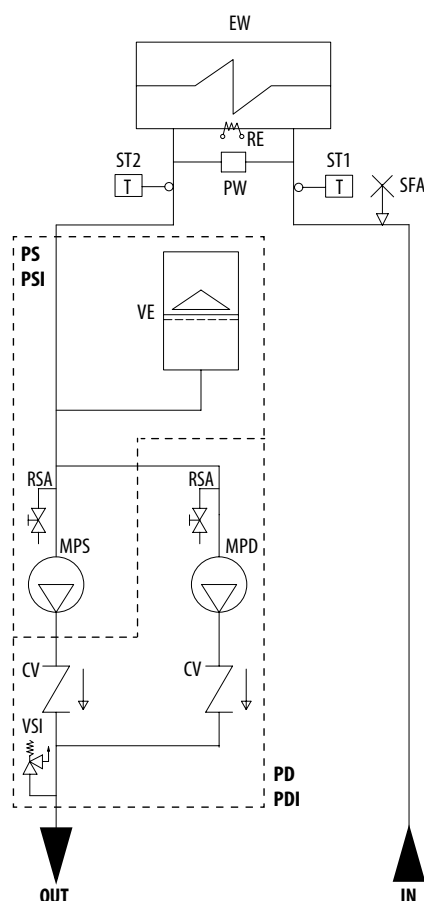 EW
RE
ST2
ST1
T
PW
T
SFA
PS
PSI
VE
RSA
RSA
MPS
MPD
CV
CV
VSI
PD
PDI
OUT
IN